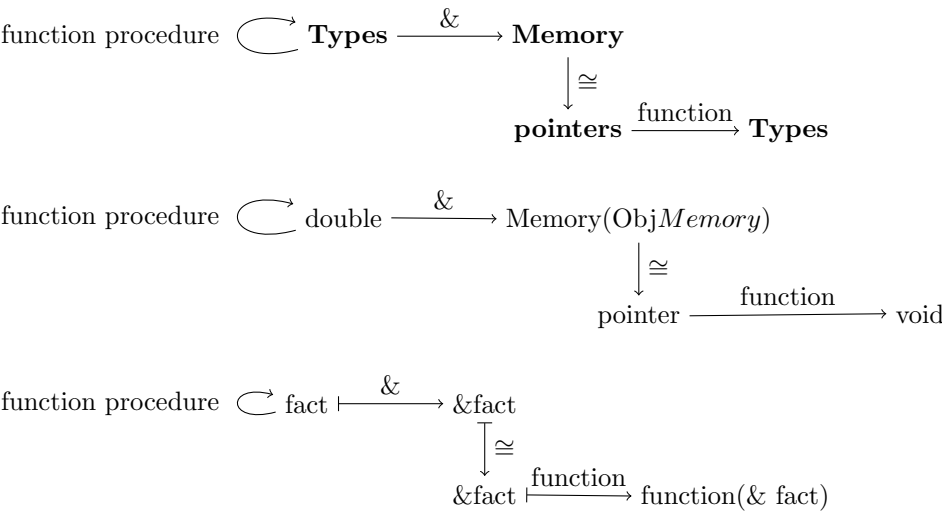 function procedure Types & Memory
≅
pointers function Types
function procedure double & Memory(ObjMemory)
≅
pointer function void
function procedure fact & &fact
≅
&fact function function(& fact)